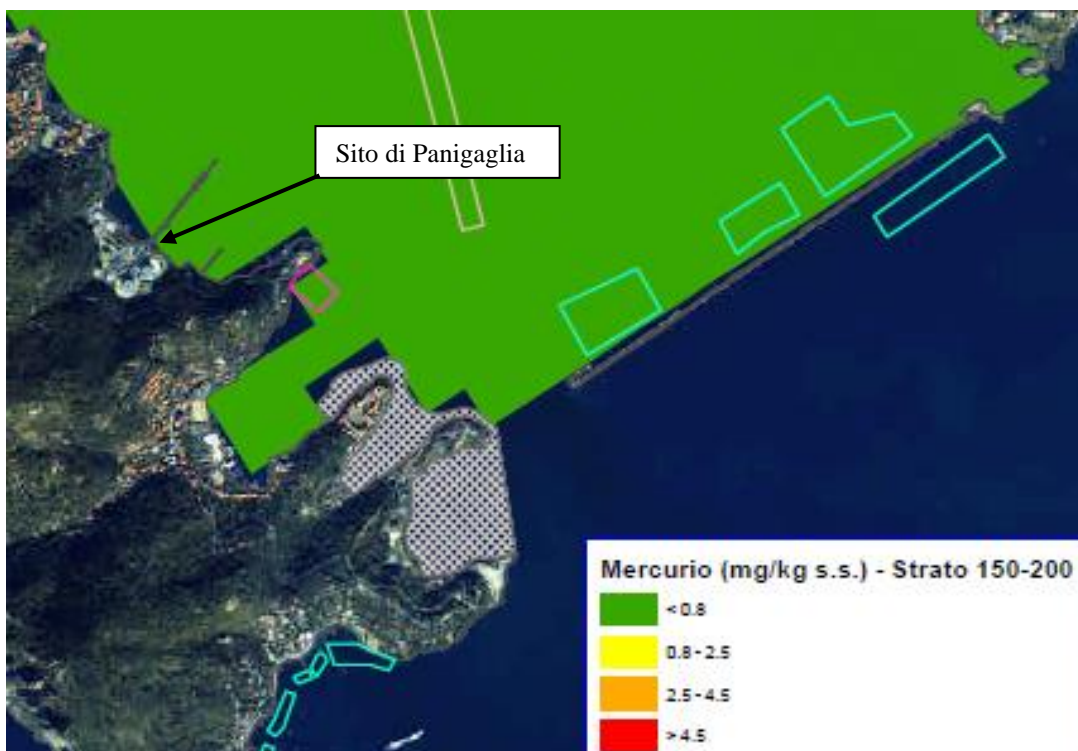 Sito di Panigaglia
Mercurio (mg/kg s.s.) - Strato 150-200
< 0.8
0.8 - 2.5
2.5 - 4.5
> 4.5